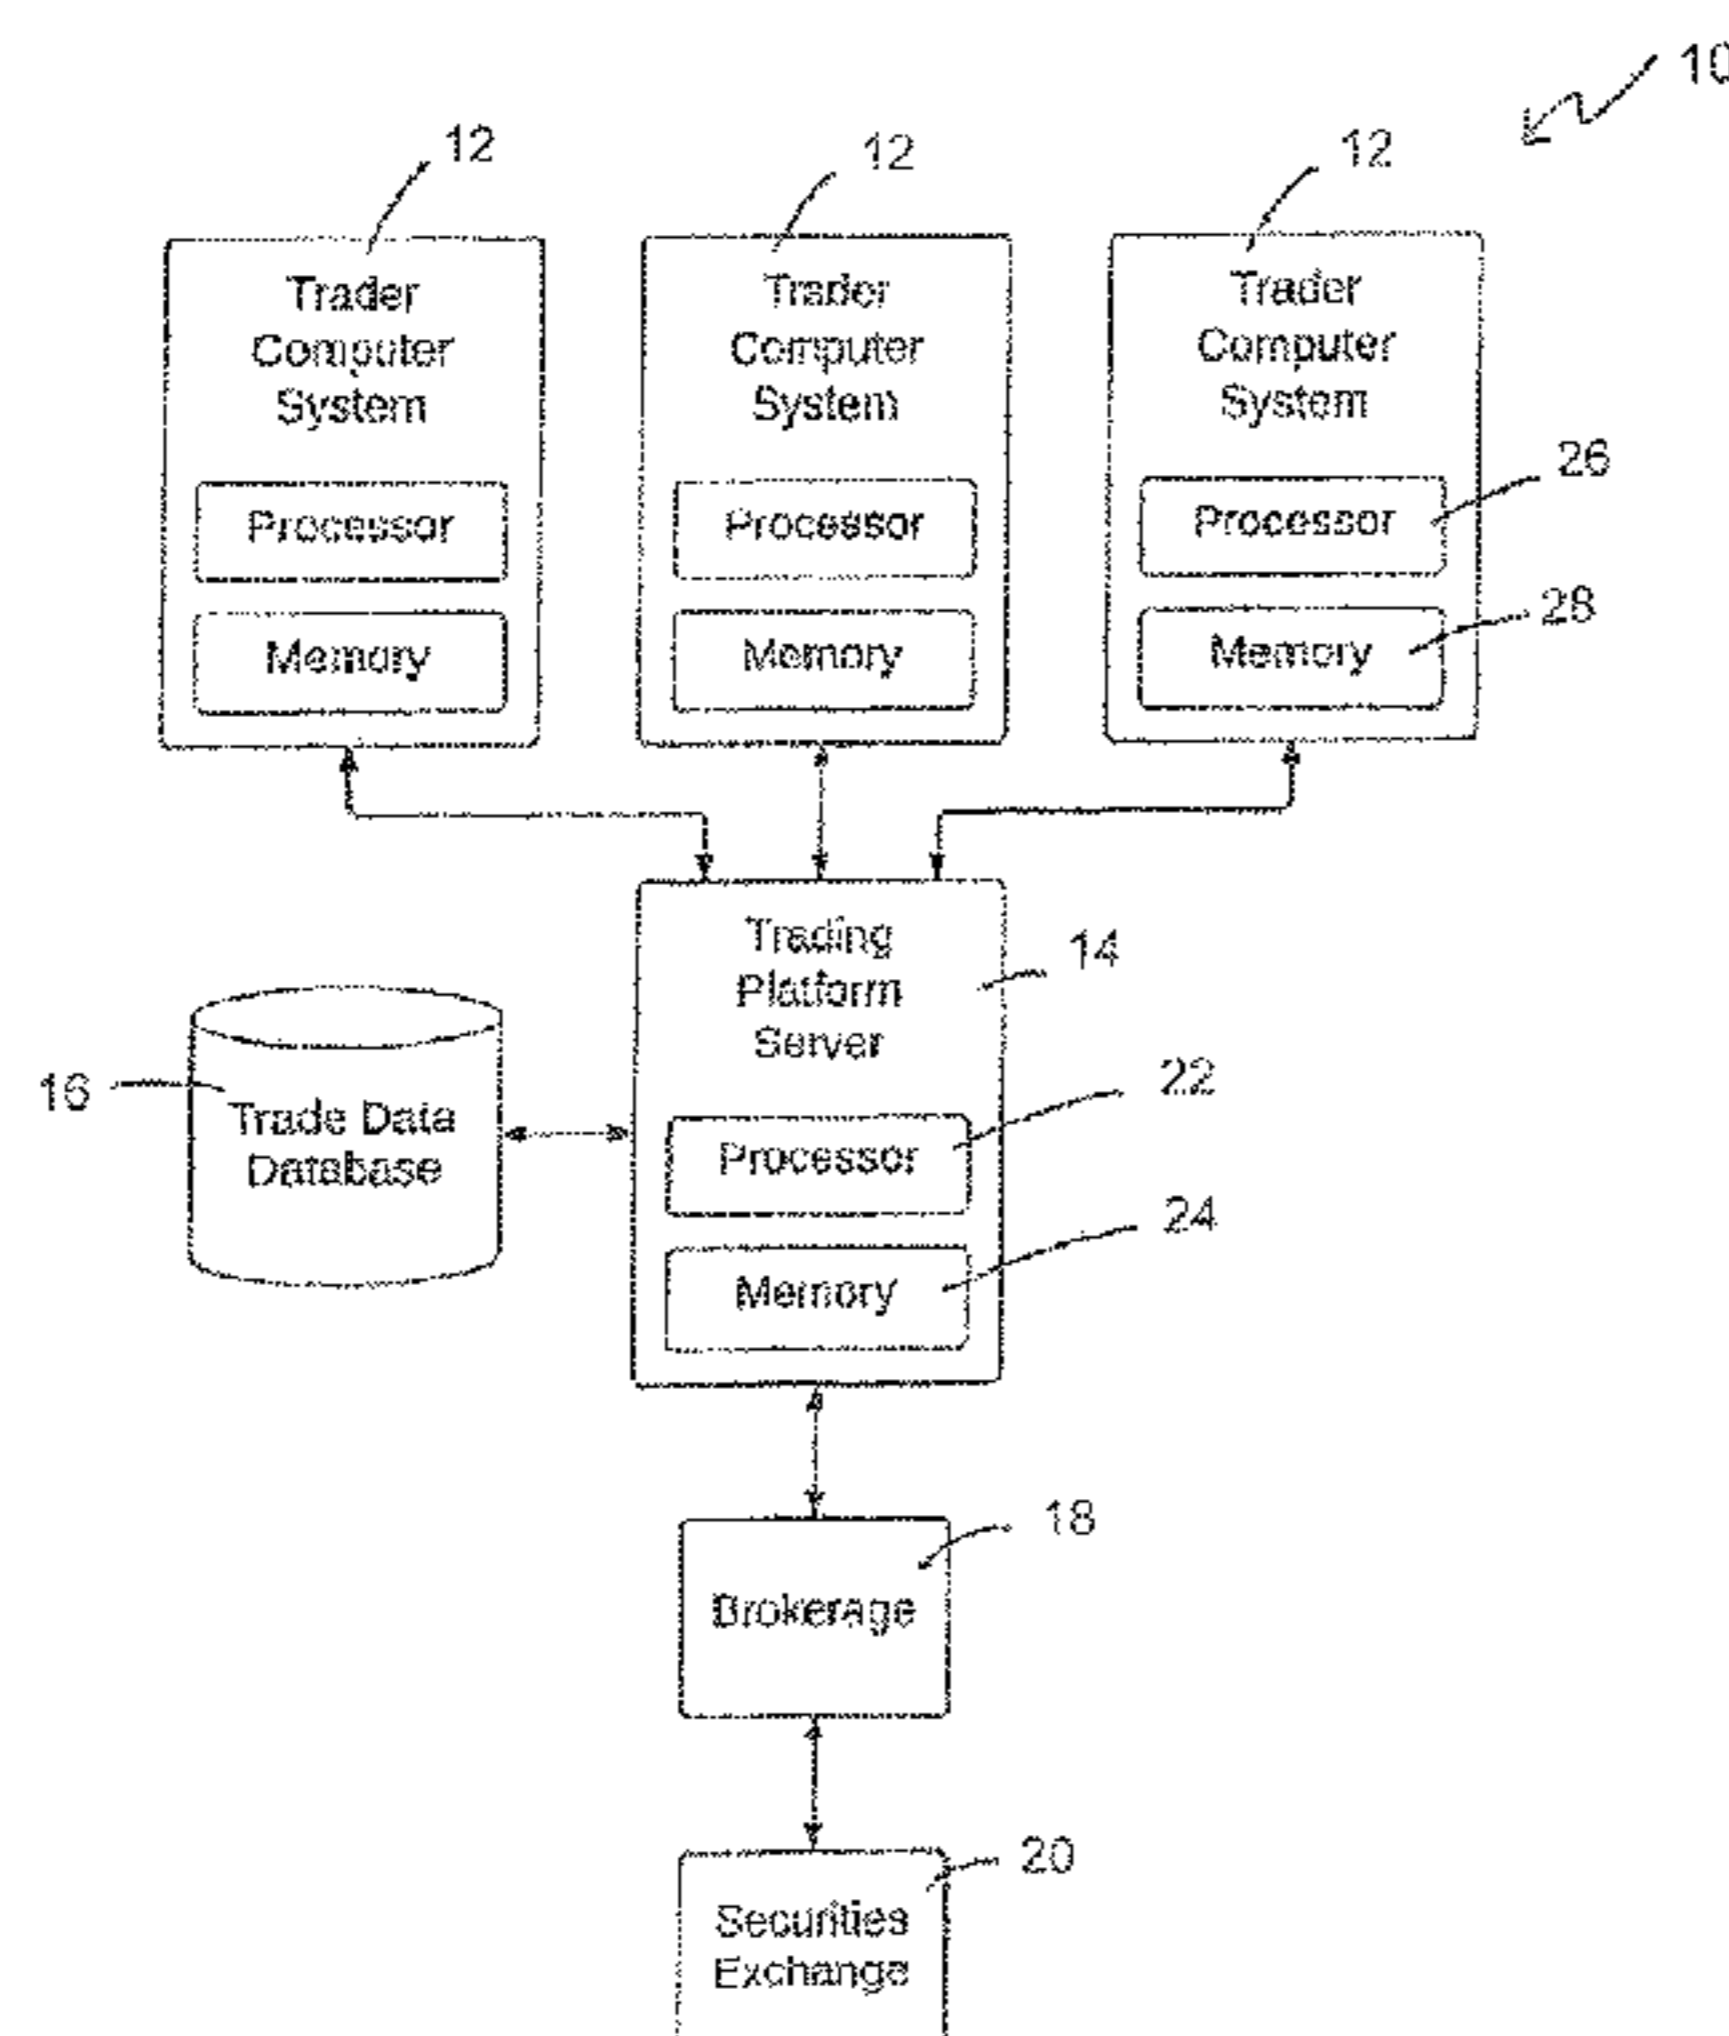 10
12
12
12
Trader
Computer
System
Trader
Computer
System
Trader
Computer
System
26
Processor
Processor
Processor
28
Memory
Memory
Memory
Trading
Platform
Server
14
16
Trade Data
Database
22
Processor
24
Memory
18
Brokerage
20
Securities
Exchange